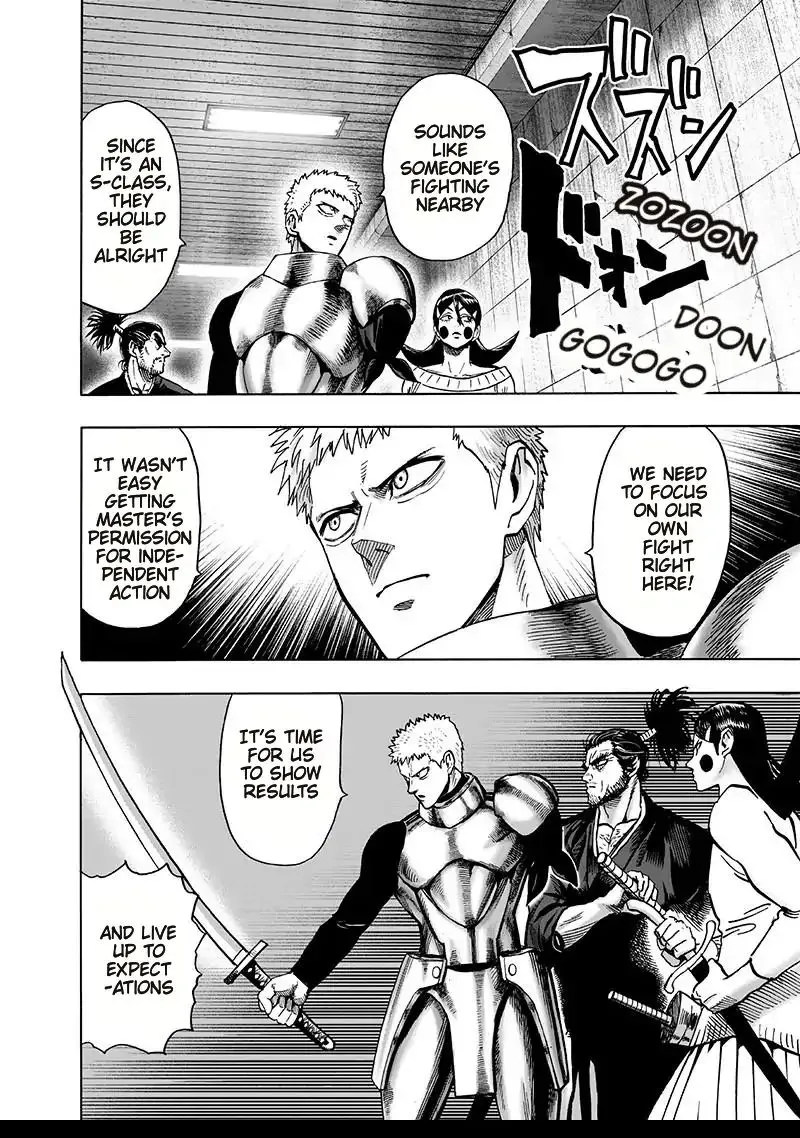 ズズズン
ZOZOON
ドォン
DOON
GOGOGO
SOUNDS
LIKE
SOMEONE'S
FIGHTING
NEARBY
SINCE
IT'S AN
S-CLASS,
THEY
SHOULD
BE
ALRIGHT
WE NEED
TO FOCUS
ON OUR
OWN
FIGHT
RIGHT
HERE!
IT WASN'T
EASY
GETTING
MASTER'S
PERMISSION
FOR INDE-
PENDENT
ACTION
IT'S TIME
FOR US
TO SHOW
RESULTS
AND LIVE
UP TO
EXPECT
-ATIONS